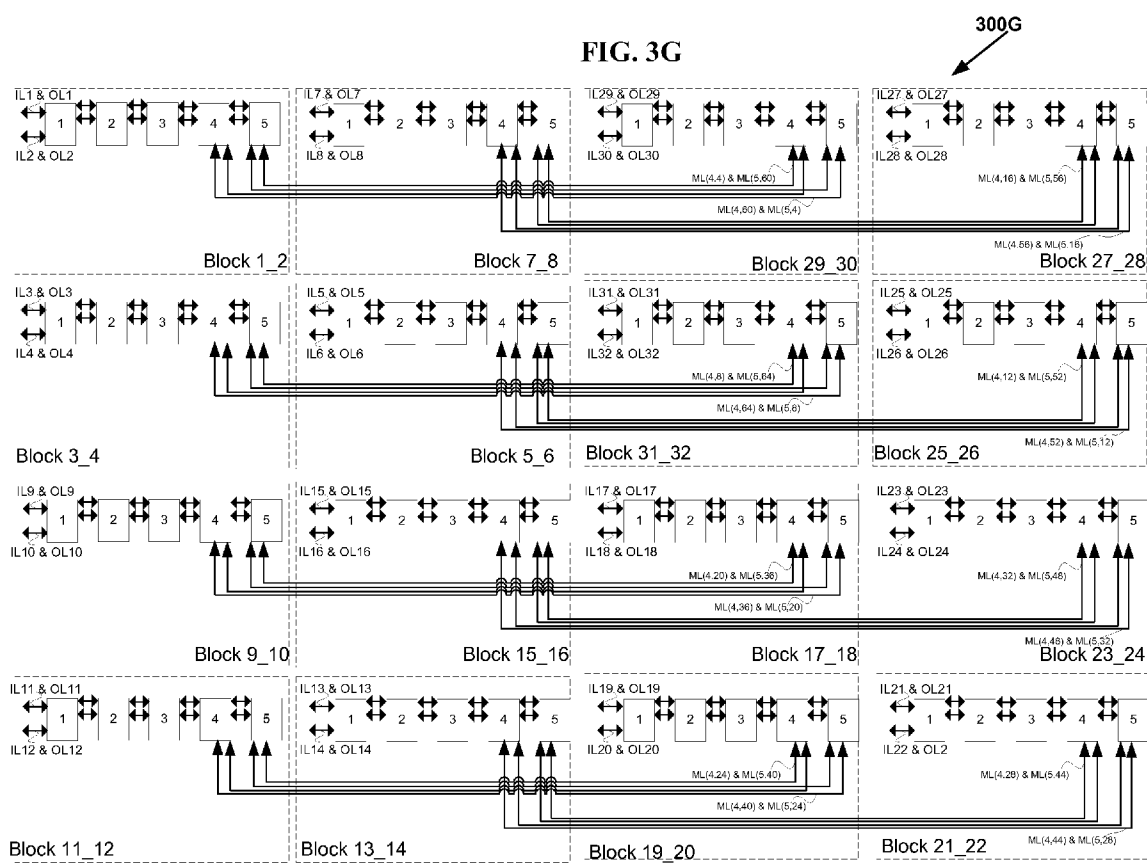 300G
FIG. 3G
IL1 & OL1
1 2 3 4 5
IL2 & OL2
Block 1_2
IL7 & OL7
1 2 3 4 5
IL8 & OL8
Block 7_8
IL29 & OL29
1 2 3 4 5
IL30 & OL30
ML(4,4) & ML(5,60)
ML(4,60) & ML(5,4)
Block 29_30
IL27 & OL27
1 2 3 4 5
IL28 & OL28
ML(4,16) & ML(5,56)
ML(4,56) & ML(5,16)
Block 27_28
IL3 & OL3
1 2 3 4 5
IL4 & OL4
Block 3_4
IL5 & OL5
1 2 3 4 5
IL6 & OL6
Block 5_6
IL31 & OL31
1 2 3 4 5
IL32 & OL32
ML(4,8) & ML(5,64)
ML(4,64) & ML(5,8)
Block 31_32
IL25 & OL25
1 2 3 4 5
IL26 & OL26
ML(4,12) & ML(5,52)
ML(4,52) & ML(5,12)
Block 25_26
IL9 & OL9
1 2 3 4 5
IL10 & OL10
Block 9_10
IL15 & OL15
1 2 3 4 5
IL16 & OL16
Block 15_16
IL17 & OL17
1 2 3 4 5
IL18 & OL18
ML(4,20) & ML(5,36)
ML(4,36) & ML(5,20)
Block 17_18
IL23 & OL23
1 2 3 4 5
IL24 & OL24
ML(4,32) & ML(5,48)
ML(4,48) & ML(5,32)
Block 23_24
IL11 & OL11
1 2 3 4 5
IL12 & OL12
Block 11_12
IL13 & OL13
1 2 3 4 5
IL14 & OL14
Block 13_14
IL19 & OL19
1 2 3 4 5
IL20 & OL20
ML(4,24) & ML(5,40)
ML(4,40) & ML(5,24)
Block 19_20
IL21 & OL21
1 2 3 4 5
IL22 & OL2
ML(4,28) & ML(5,44)
ML(4,44) & ML(5,28)
Block 21_22